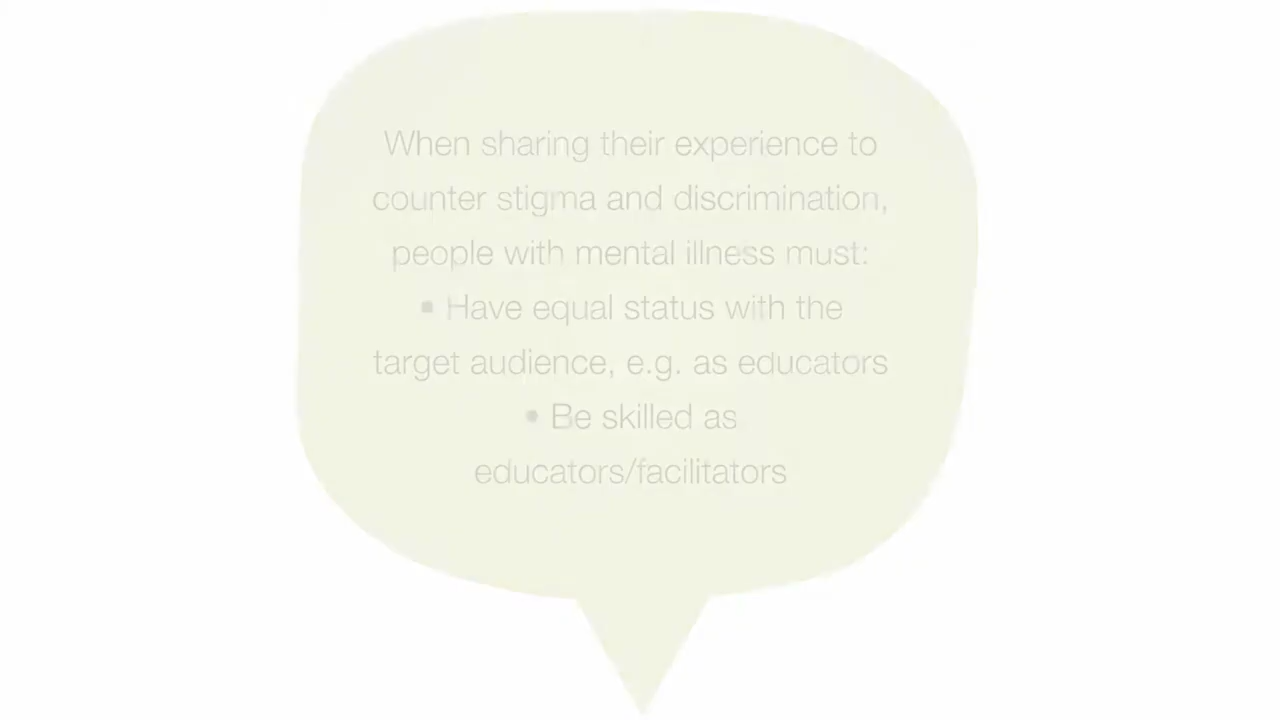 When sharing their experience to
counter stigma and discrimination,
people with mental illness must:
• Have equal status with the
target audience, e.g. as educators
• Be skilled as
educators/facilitators